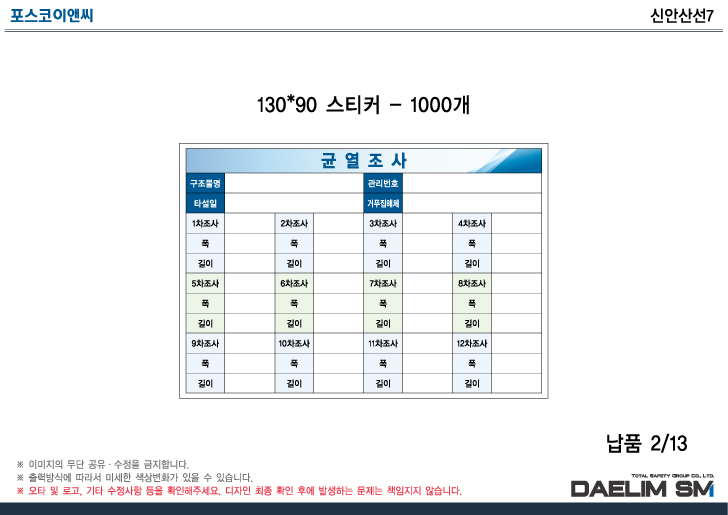 포스코이앤씨
신안산선7
130*90 스티커 - 1000개
균 열 조 사
구조물명 관리번호
타설일 거푸집해체
1차조사 2차조사 3차조사 4차조사
폭 폭 폭 폭
길이 길이 길이 길이
5차조사 6차조사 7차조사 8차조사
폭 폭 폭 폭
길이 길이 길이 길이
9차조사 10차조사 11차조사 12차조사
폭 폭 폭 폭
길이 길이 길이 길이
납품 2/13
※ 이미지의 무단 공유 · 수정을 금지합니다.
※ 출력방식에 따라서 미세한 색상변화가 있을 수 있습니다.
※ 오타 및 로고, 기타 수정사항 등을 확인해주세요. 디자인 최종 확인 후에 발생하는 문제는 책임지지 않습니다.
TOTAL SAFETY GROUP CO., LTD.
DAELIM SM